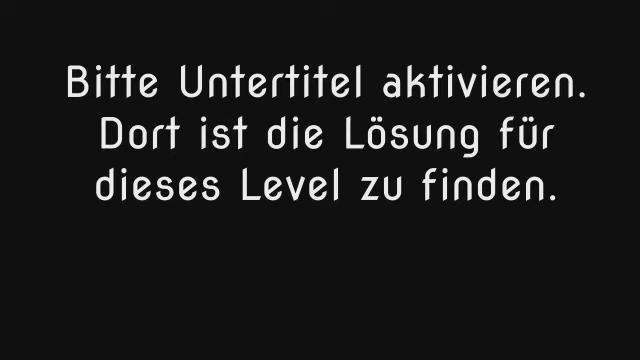 Bitte Untertitel aktivieren.
Dort ist die Lösung für
dieses Level zu finden.